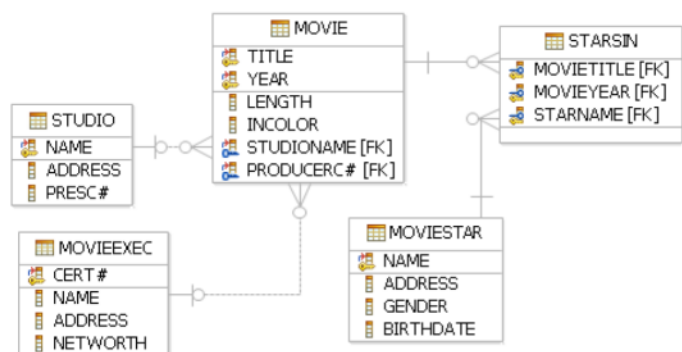 MOVIE
TITLE
YEAR
LENGTH
INCOLOR
STUDIONAME [FK]
PRODUCERC# [FK]
STARSIN
MOVIETITLE [FK]
MOVIEYEAR [FK]
STARNAME [FK]
STUDIO
NAME
ADDRESS
PRESC#
MOVIEEXEC
CERT#
NAME
ADDRESS
NETWORTH
MOVIESTAR
NAME
ADDRESS
GENDER
BIRTHDATE